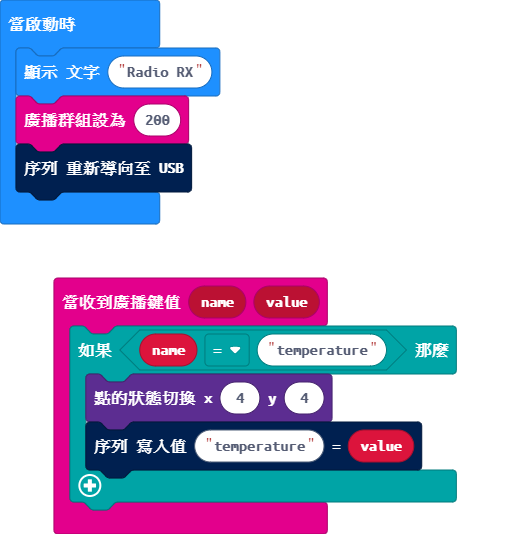 當啟動時
顯示 文字 "Radio RX"
廣播群組設為 200
序列 重新導向至 USB
當收到廣播鍵值 name value
如果 name = "temperature" 那麼
點的狀態切換 x 4 y 4
序列 寫入值 "temperature" = value